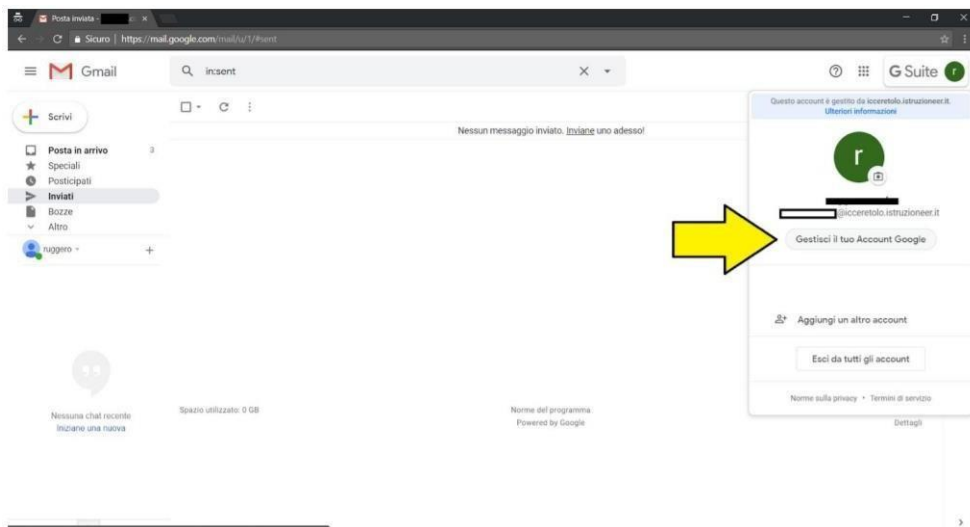 Posta inviata -
Sicuro | https://mail.google.com/mail/u/1/#sent
Gmail
in:sent
G Suite
r
Scrivi
Nessun messaggio inviato. Inviane uno adesso!
Posta in arrivo 3
Speciali
Posticipati
Inviati
Bozze
Altro
ruggero
Questo account è gestito da icceretolo.istruzioneer.it.
Ulteriori informazioni
r
@icceretolo.istruzioneer.it
Gestisci il tuo Account Google
Aggiungi un altro account
Esci da tutti gli account
Norme sulla privacy • Termini di servizio
Nessuna chat recente
Iniziane una nuova
Spazio utilizzato: 0 GB
Norme del programma
Powered by Google
Dettagli